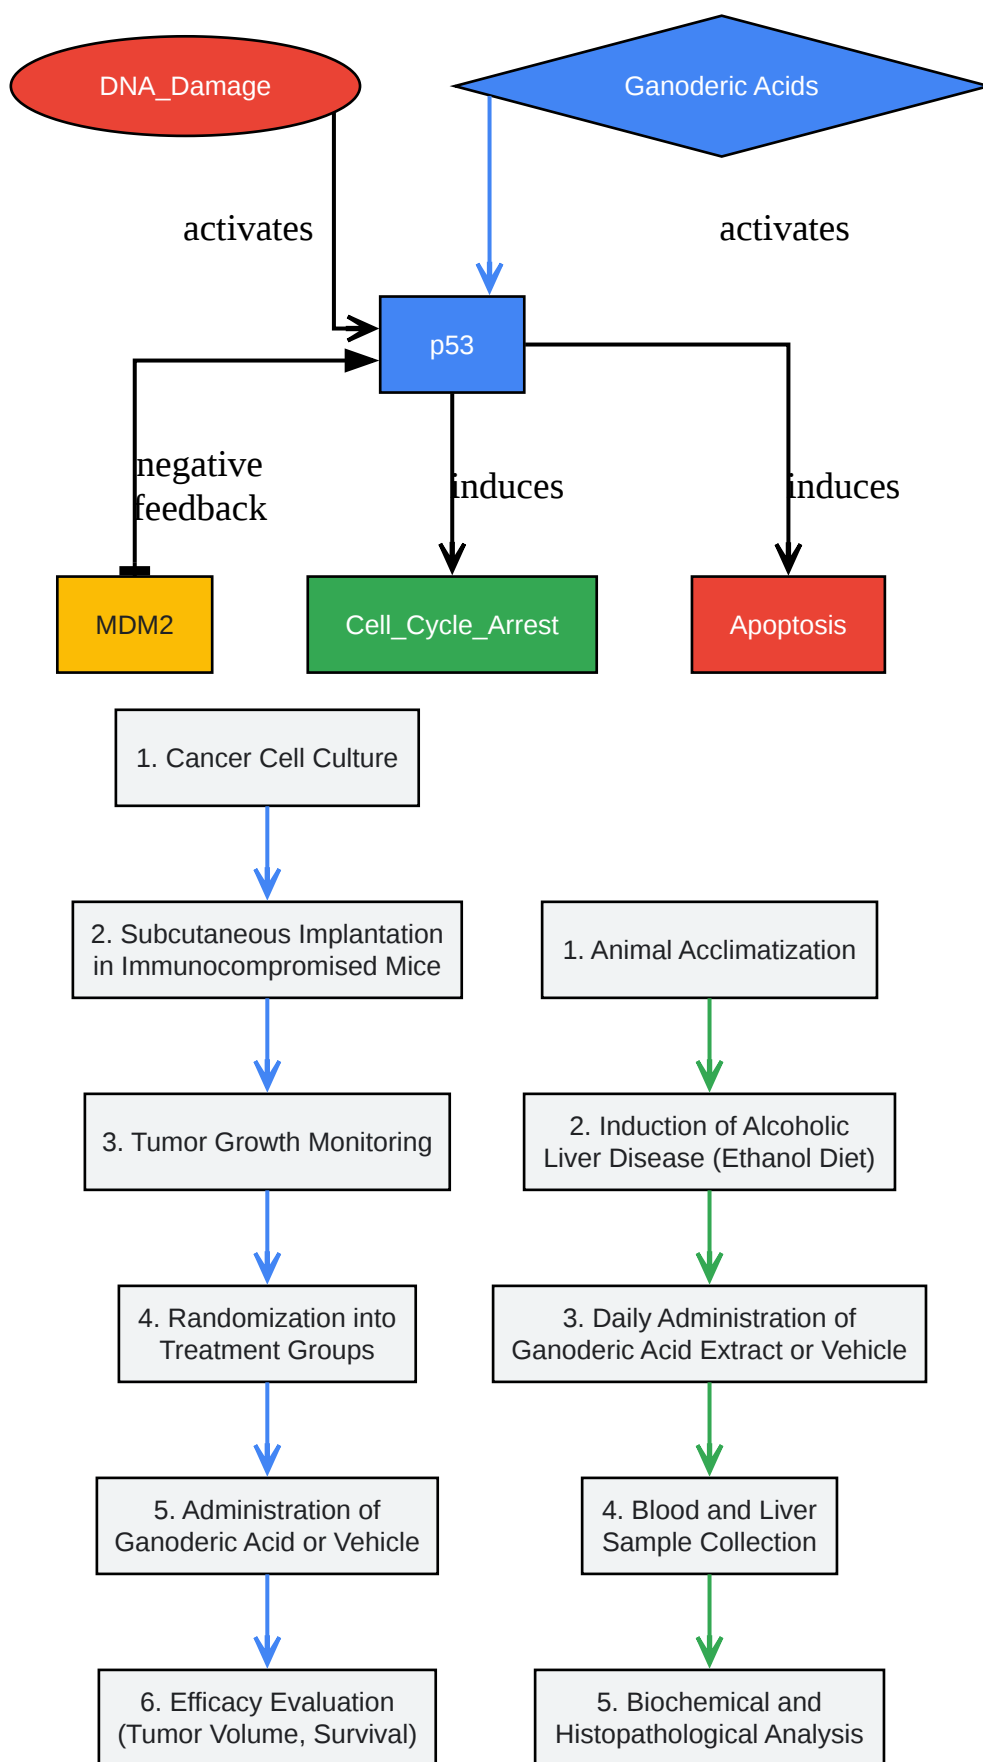 DNA_Damage
Ganoderic Acids
activates
activates
p53
negative
feedback
induces
induces
MDM2
Cell_Cycle_Arrest
Apoptosis
1. Cancer Cell Culture
2. Subcutaneous Implantation
in Immunocompromised Mice
3. Tumor Growth Monitoring
4. Randomization into
Treatment Groups
5. Administration of
Ganoderic Acid or Vehicle
6. Efficacy Evaluation
(Tumor Volume, Survival)
1. Animal Acclimatization
2. Induction of Alcoholic
Liver Disease (Ethanol Diet)
3. Daily Administration of
Ganoderic Acid Extract or Vehicle
4. Blood and Liver
Sample Collection
5. Biochemical and
Histopathological Analysis